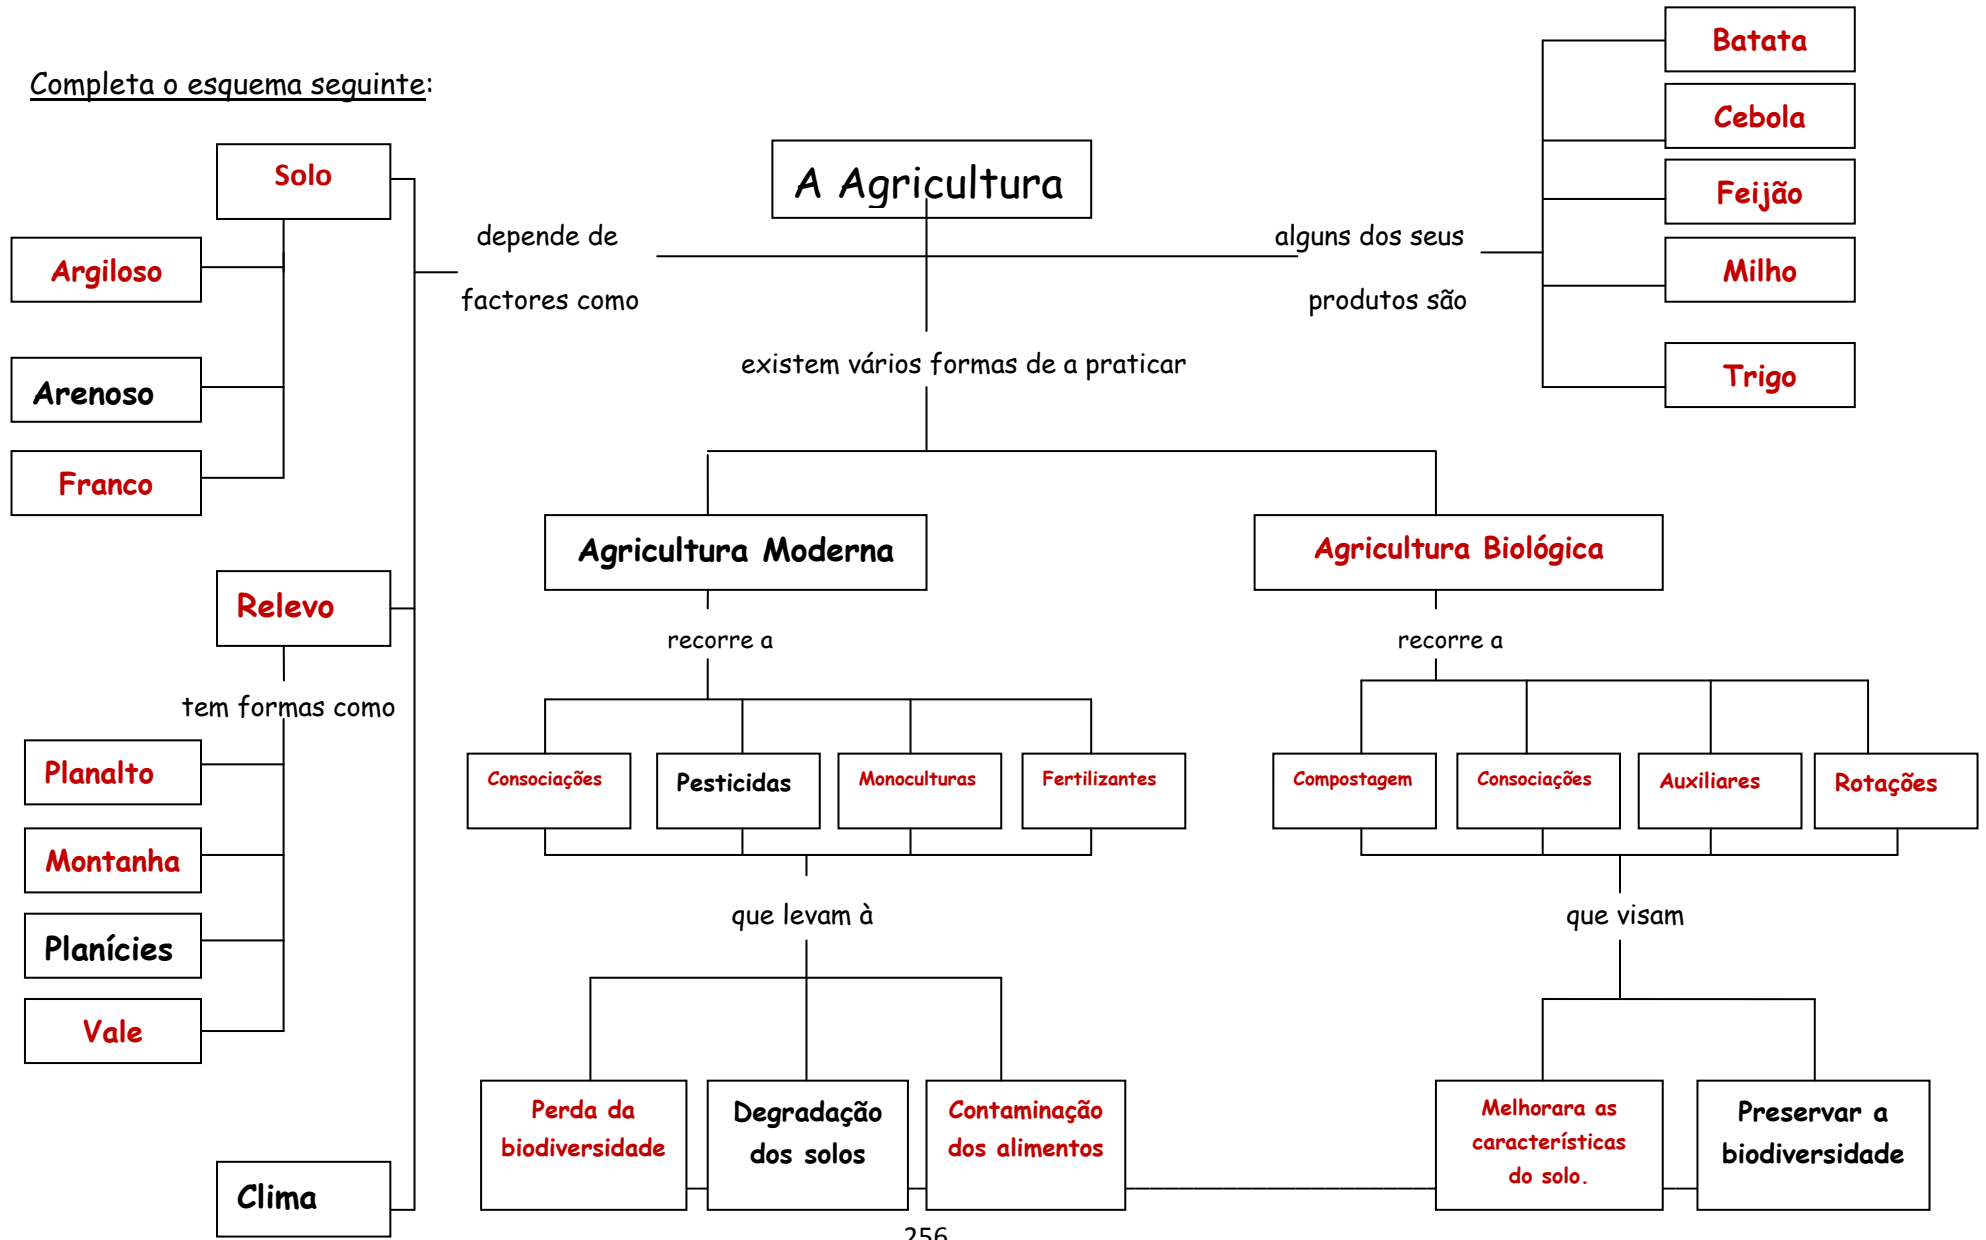 Completa o esquema seguinte:
Batata
Cebola
Feijão
Milho
Trigo
A Agricultura
Solo
depende de
factores como
alguns dos seus
produtos são
Argiloso
Arenoso
Franco
existem vários formas de a praticar
Agricultura Moderna
Agricultura Biológica
Relevo
recorre a
recorre a
tem formas como
Planalto
Montanha
Planícies
Vale
Consociações
Pesticidas
Monoculturas
Fertilizantes
Compostagem
Consociações
Auxiliares
Rotações
que levam à
que visam
Perda da
biodiversidade
Degradação
dos solos
Contaminação
dos alimentos
Melhorara as
características
do solo.
Preservar a
biodiversidade
Clima
256